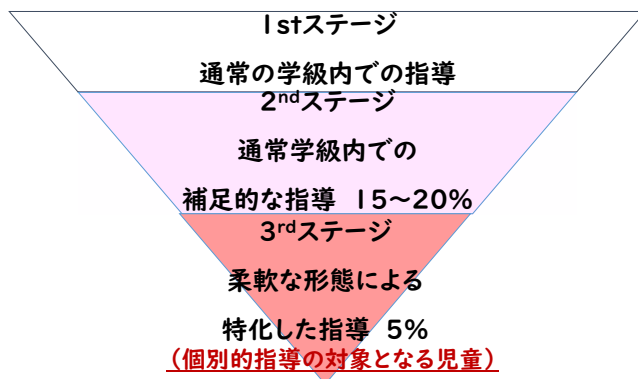 1stステージ
通常の学級内での指導
2ndステージ
通常学級内での
補足的な指導 15～20%
3rdステージ
柔軟な形態による
特化した指導 5%
（個別的指導の対象となる児童）